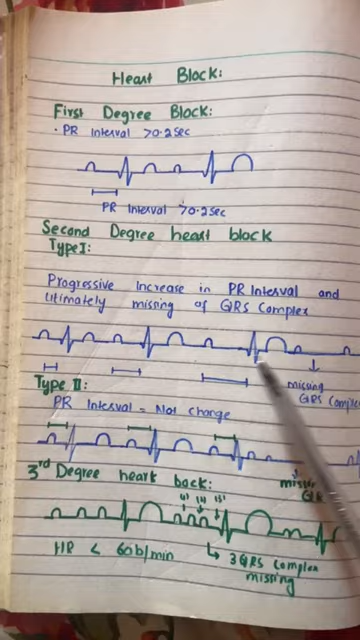 Heart Block:
First Degree Block:
· PR Interval >0.2sec
PR Interval >0.2sec
Second Degree heart block
Type I:
Progressive Increase in PR Interval and
Ultimately missing of QRS Complex
missing
QRS Comple
Type II:
PR Interval = Not Change
3rd Degree heart back:
HR < 60b/min
3 QRS Complex
missing